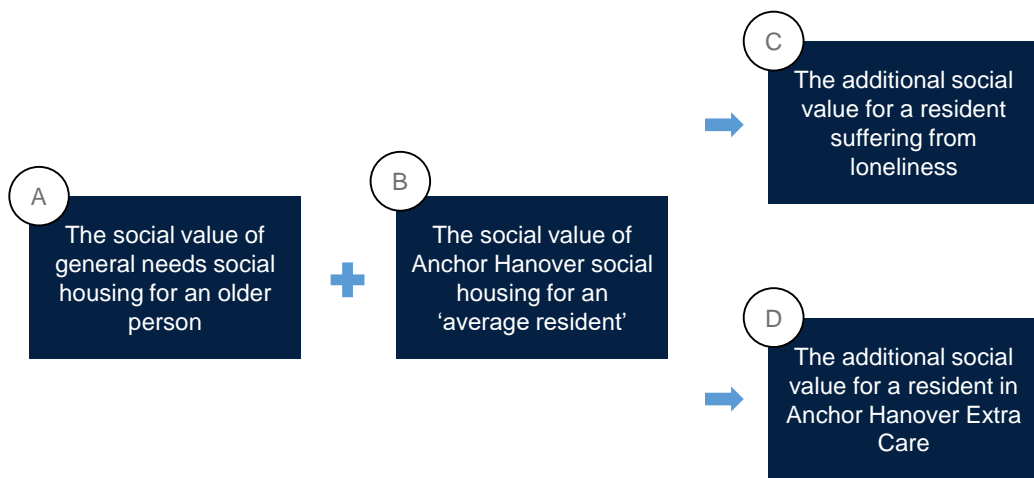 A
The social value of
general needs social
housing for an older
person
B
The social value of
Anchor Hanover social
housing for an
‘average resident’
C
The additional social
value for a resident
suffering from
loneliness
D
The additional social
value for a resident in
Anchor Hanover Extra
Care